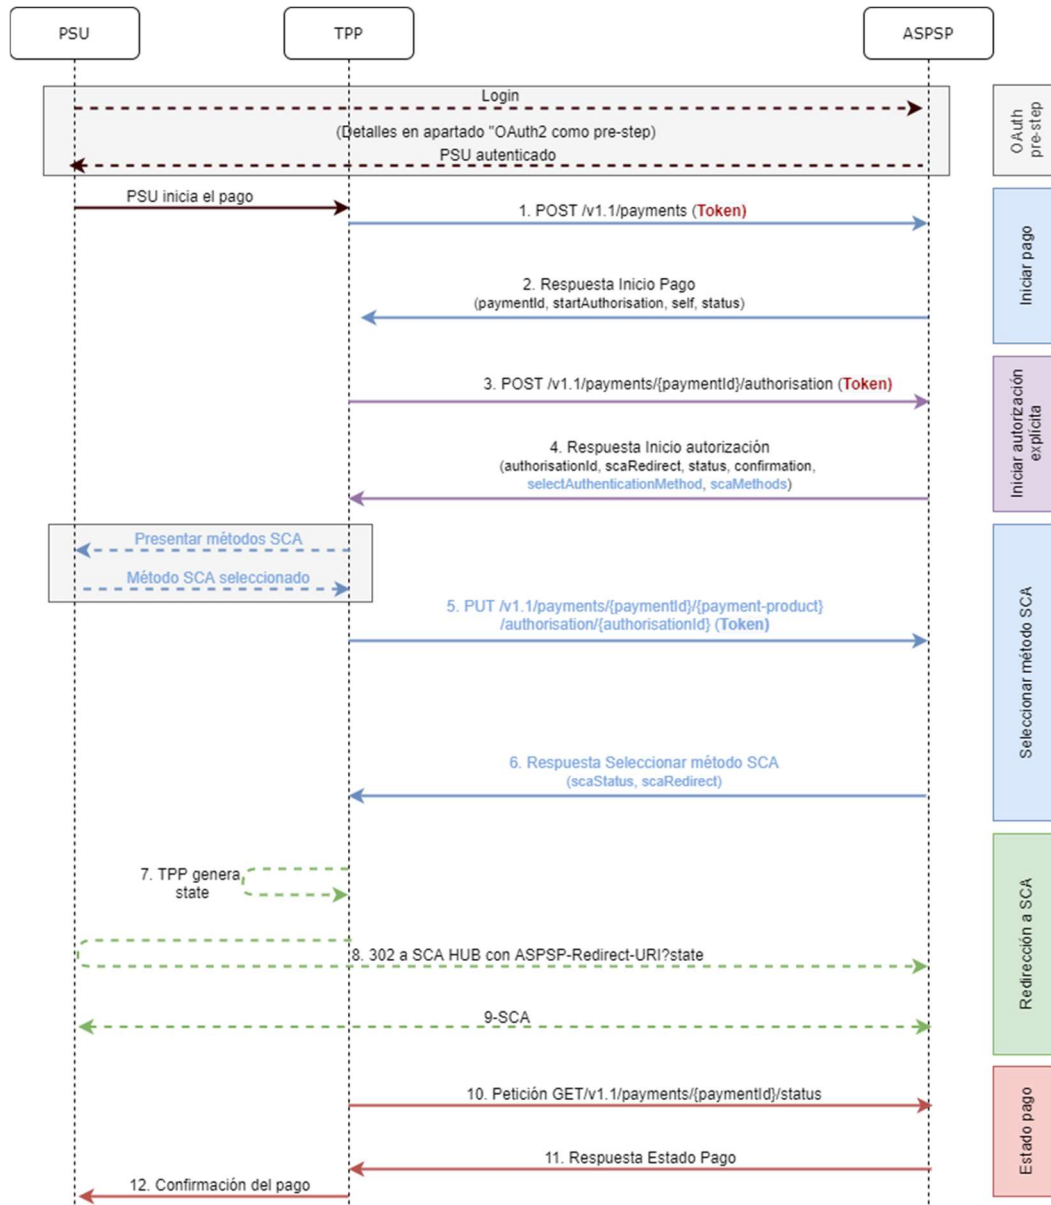 PSU
TPP
ASPSP
Login
(Detalles en apartado "OAuth2 como pre-step)
PSU autenticado
OAuth
pre-step
PSU inicia el pago
1. POST /v1.1/payments (Token)
2. Respuesta Inicio Pago
(paymentId, startAuthorisation, self, status)
Iniciar pago
3. POST /v1.1/payments/{paymentId}/authorisation (Token)
4. Respuesta Inicio autorización
(authorisationId, scaRedirect, status, confirmation,
selectAuthenticationMethod, scaMethods)
Iniciar autorización
explícita
Presentar métodos SCA
Método SCA seleccionado
5. PUT /v1.1/payments/{paymentId}/{payment-product}
/authorisation/{authorisationId} (Token)
6. Respuesta Seleccionar método SCA
(scaStatus, scaRedirect)
Seleccionar método SCA
7. TPP genera
state
8. 302 a SCA HUB con ASPSP-Redirect-URI?state
9-SCA
Redirección a SCA
10. Petición GET/v1.1/payments/{paymentId}/status
11. Respuesta Estado Pago
12. Confirmación del pago
Estado pago